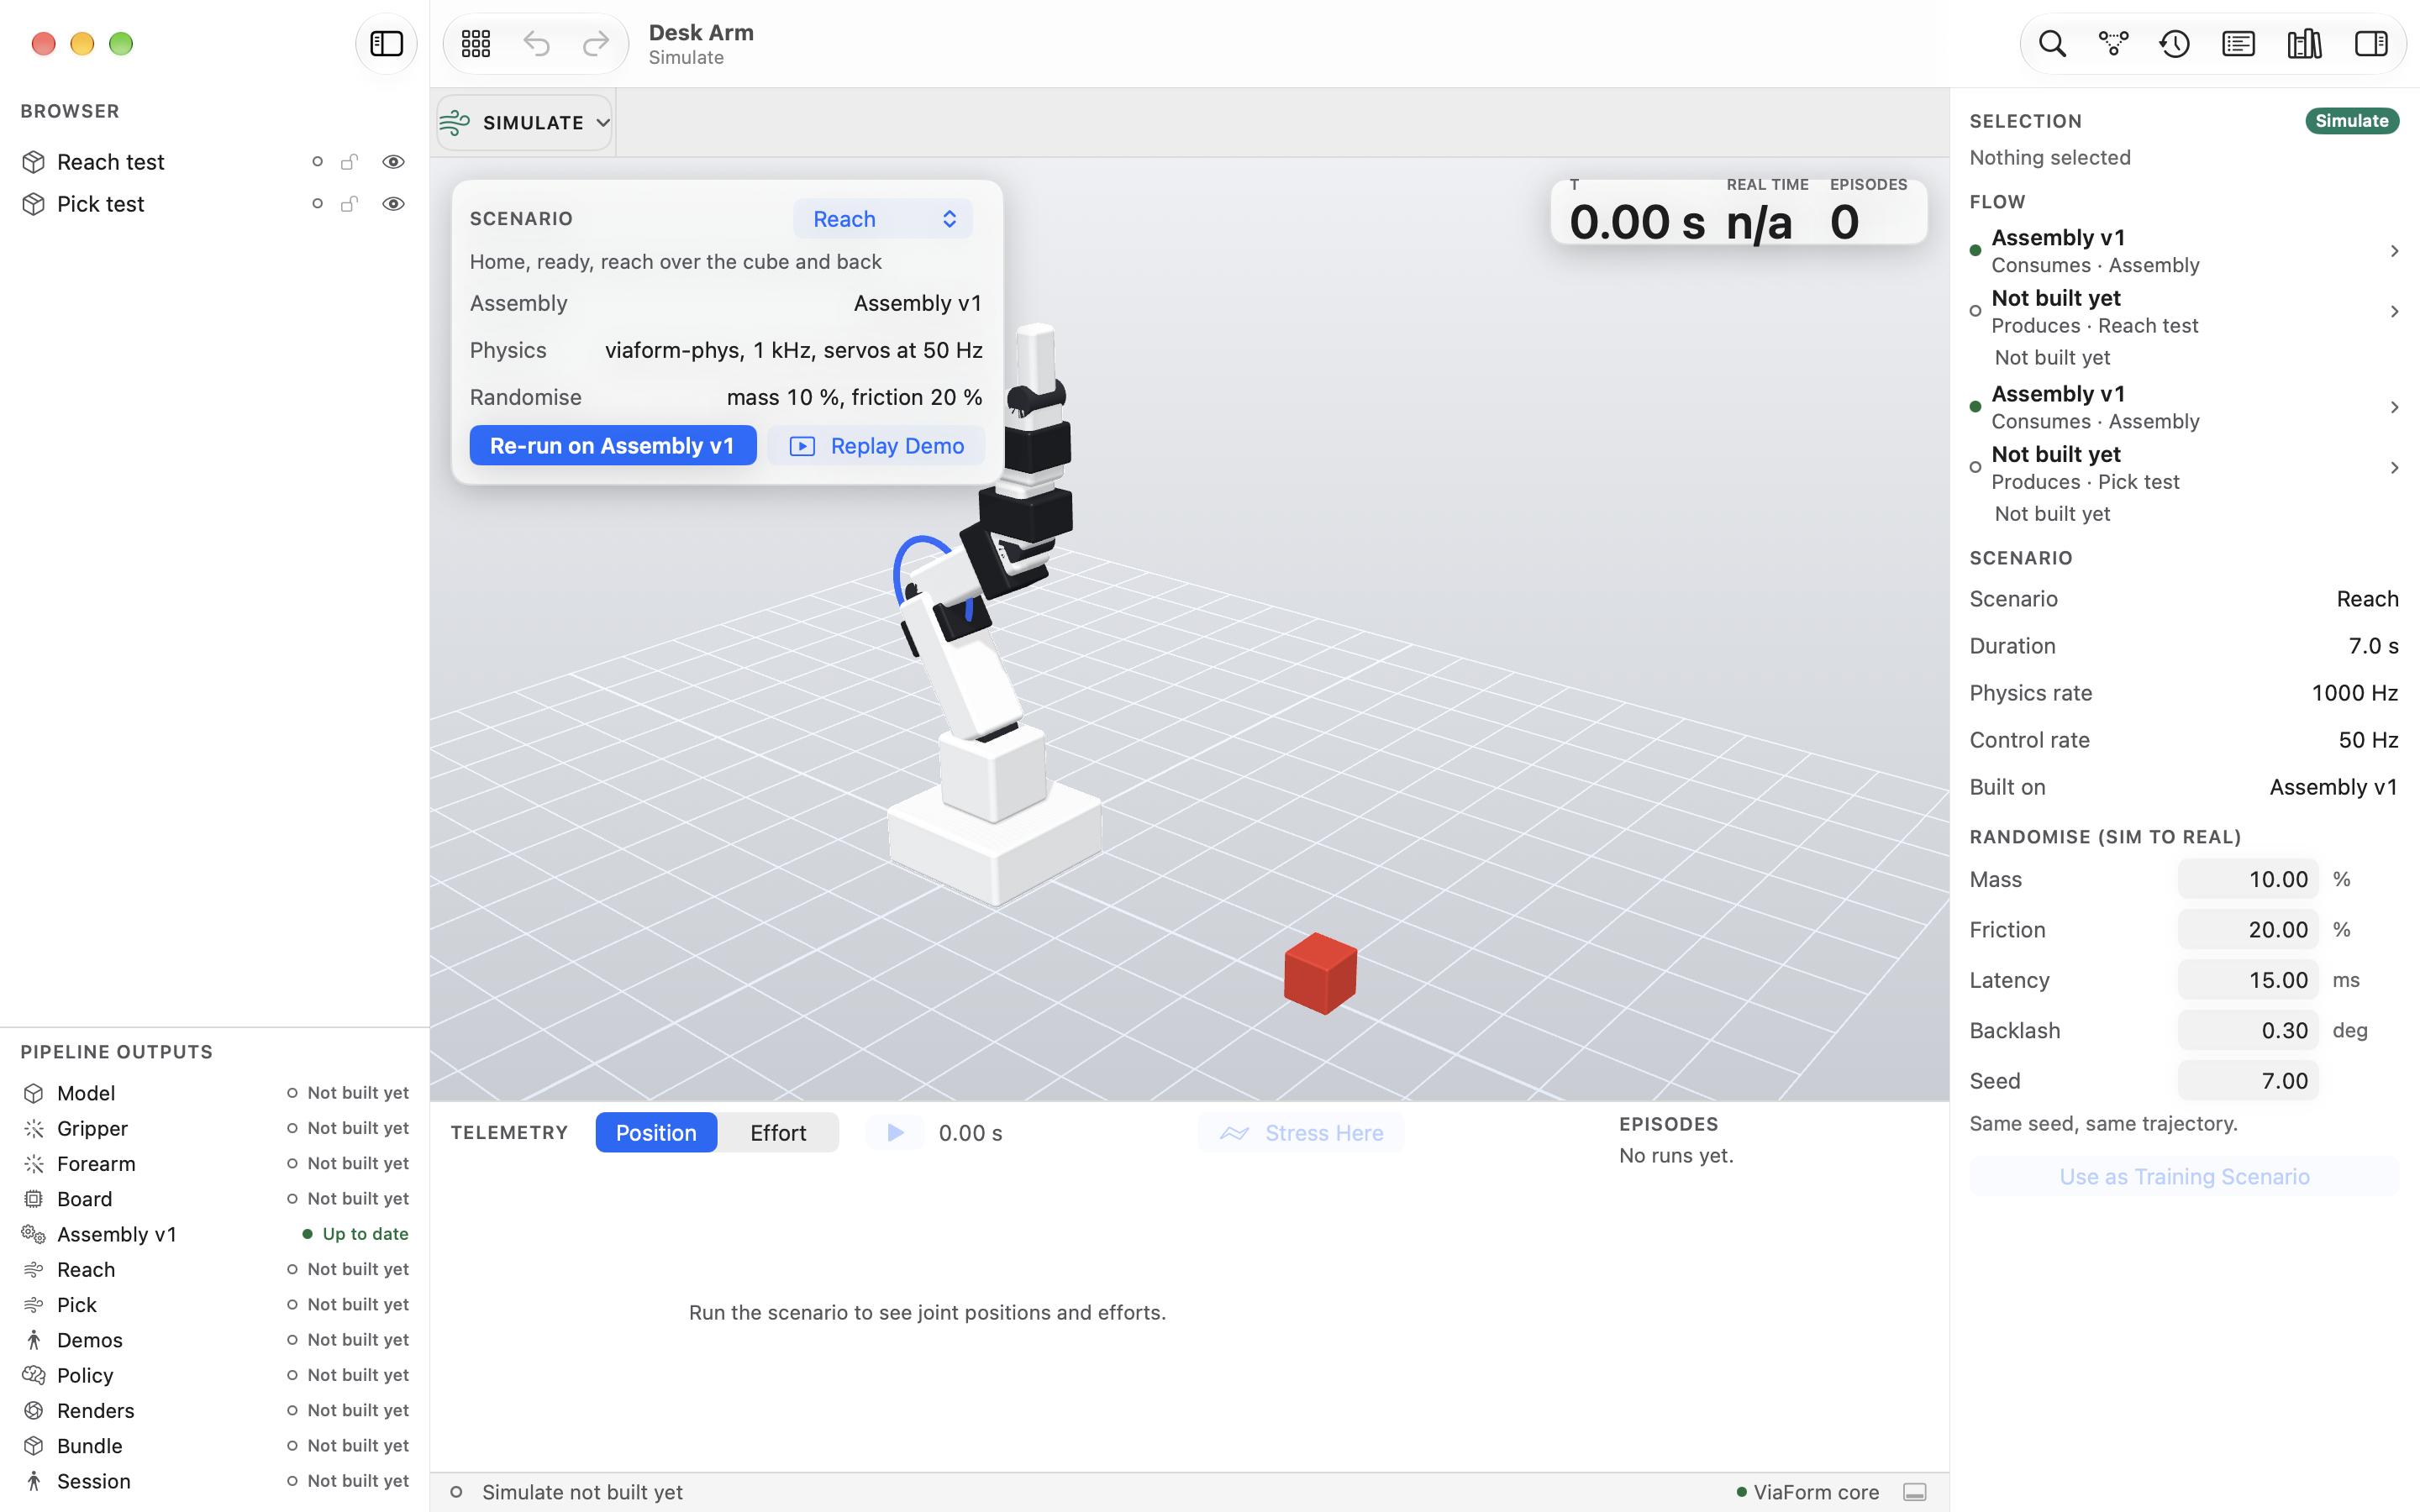 Desk Arm
Simulate
BROWSER
Reach test
Pick test
SIMULATE
SCENARIO Reach
Home, ready, reach over the cube and back
Assembly Assembly v1
Physics viaform-phys, 1 kHz, servos at 50 Hz
Randomise mass 10 %, friction 20 %
Re-run on Assembly v1 Replay Demo
T REAL TIME EPISODES
0.00 s n/a 0
SELECTION Simulate
Nothing selected
FLOW
Assembly v1
Consumes · Assembly
Not built yet
Produces · Reach test
Not built yet
Assembly v1
Consumes · Assembly
Not built yet
Produces · Pick test
Not built yet
SCENARIO
Scenario Reach
Duration 7.0 s
Physics rate 1000 Hz
Control rate 50 Hz
Built on Assembly v1
RANDOMISE (SIM TO REAL)
Mass 10.00 %
Friction 20.00 %
Latency 15.00 ms
Backlash 0.30 deg
Seed 7.00
Same seed, same trajectory.
Use as Training Scenario
PIPELINE OUTPUTS
Model Not built yet
Gripper Not built yet
Forearm Not built yet
Board Not built yet
Assembly v1 Up to date
Reach Not built yet
Pick Not built yet
Demos Not built yet
Policy Not built yet
Renders Not built yet
Bundle Not built yet
Session Not built yet
TELEMETRY Position Effort 0.00 s Stress Here
EPISODES
No runs yet.
Run the scenario to see joint positions and efforts.
Simulate not built yet
ViaForm core